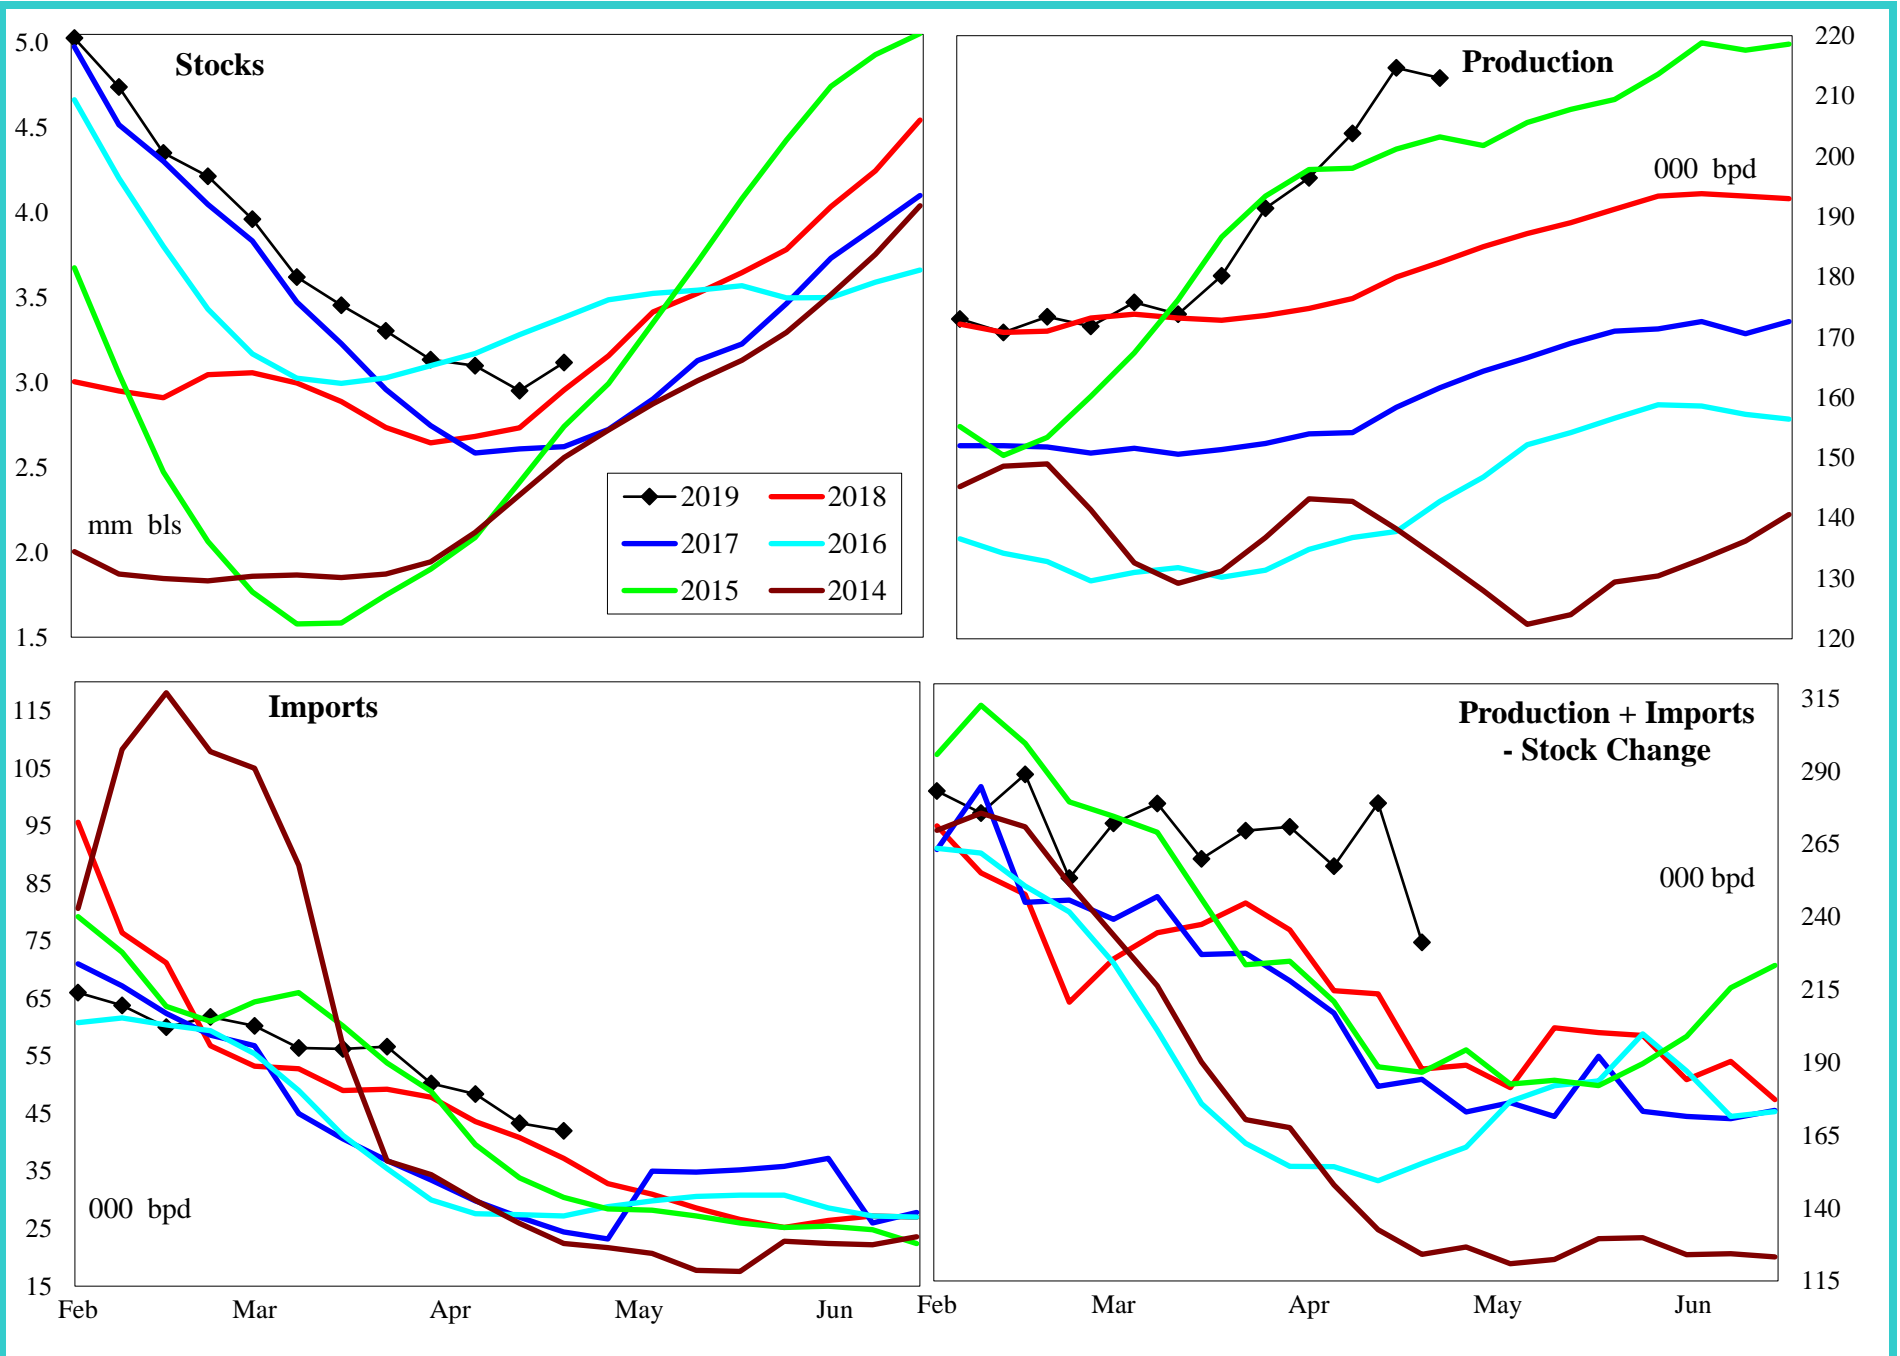 Stocks
5.0
4.5
4.0
3.5
3.0
2.5
2.0
1.5
mm bls
2019
2018
2017
2016
2015
2014
Production
000 bpd
220
210
200
190
180
170
160
150
140
130
120
Imports
115
105
95
85
75
65
55
45
35
25
15
000 bpd
Feb
Mar
Apr
May
Jun
Production + Imports
- Stock Change
000 bpd
315
290
265
240
215
190
165
140
115
Feb
Mar
Apr
May
Jun